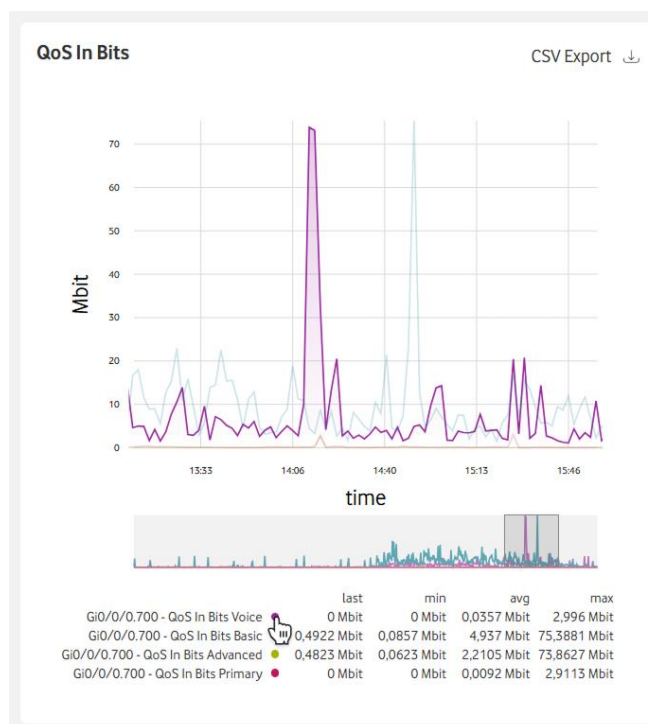 QoS In Bits
CSV Export
70
60
50
40
30
20
10
0
Mbit
13:33 14:06 14:40 15:13 15:46
time
last min avg max
Gi0/0/0.700 - QoS In Bits Voice 0 Mbit 0 Mbit 0,0357 Mbit 2,996 Mbit
Gi0/0/0.700 - QoS In Bits Basic 0,4922 Mbit 0,0857 Mbit 4,937 Mbit 75,3881 Mbit
Gi0/0/0.700 - QoS In Bits Advanced 0,4823 Mbit 0,0623 Mbit 2,2105 Mbit 73,8627 Mbit
Gi0/0/0.700 - QoS In Bits Primary 0 Mbit 0 Mbit 0,0092 Mbit 2,9113 Mbit